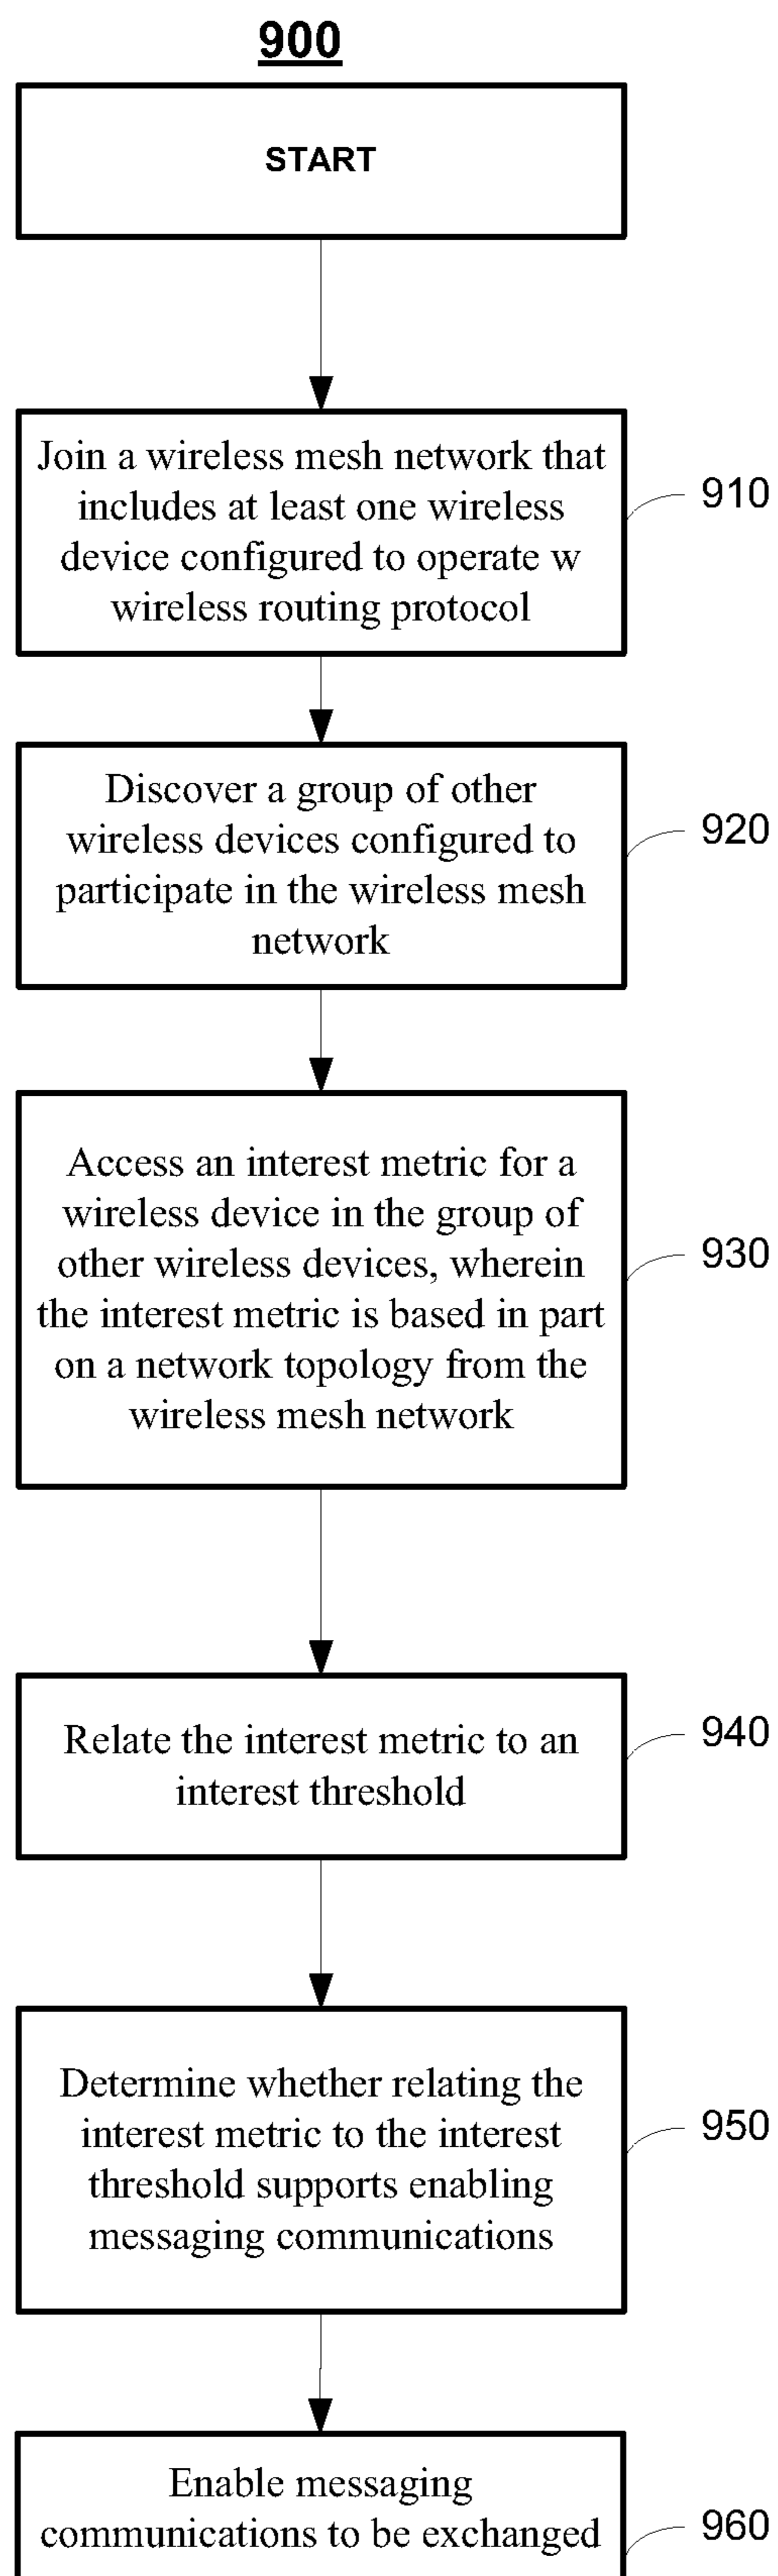 900
START
Join a wireless mesh network that
includes at least one wireless
device configured to operate w
wireless routing protocol
910
Discover a group of other
wireless devices configured to
participate in the wireless mesh
network
920
Access an interest metric for a
wireless device in the group of
other wireless devices, wherein
the interest metric is based in part
on a network topology from the
wireless mesh network
930
Relate the interest metric to an
interest threshold
940
Determine whether relating the
interest metric to the interest
threshold supports enabling
messaging communications
950
Enable messaging
communications to be exchanged
960